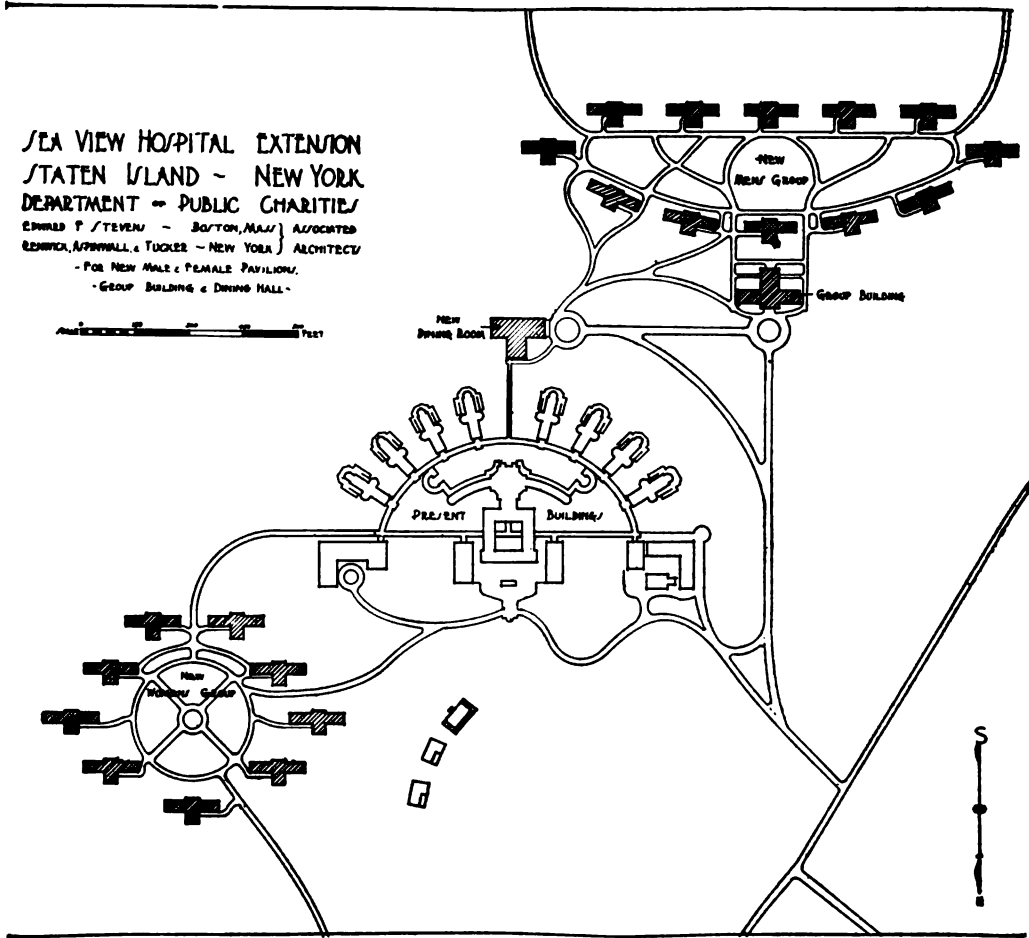 SEA VIEW HOSPITAL EXTENSION
STATEN ISLAND ~ NEW YORK
DEPARTMENT OF PUBLIC CHARITIES
EDWARD F STEVENS ~ BOSTON, MASS } ASSOCIATED
RENWICK, ASPINWALL, & TUCKER ~ NEW YORK } ARCHITECTS
- FOR NEW MALE & FEMALE PAVILIONS,
- GROUP BUILDING & DINING HALL -
FEET
NEW
MENS GROUP
GROUP BUILDING
NEW
DINING ROOM
PRESENT BUILDINGS
NEW
WOMENS GROUP
S